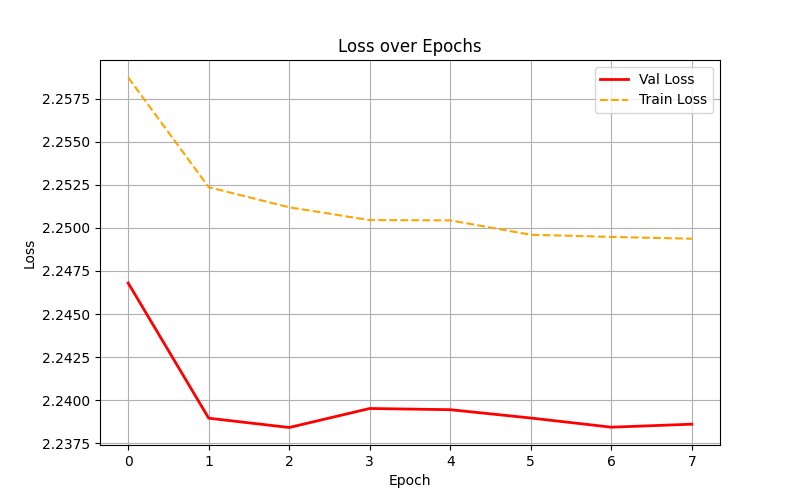 Loss over Epochs
Val Loss
Train Loss
2.2575
2.2550
2.2525
2.2500
2.2475
2.2450
2.2425
2.2400
2.2375
Loss
0 1 2 3 4 5 6 7
Epoch